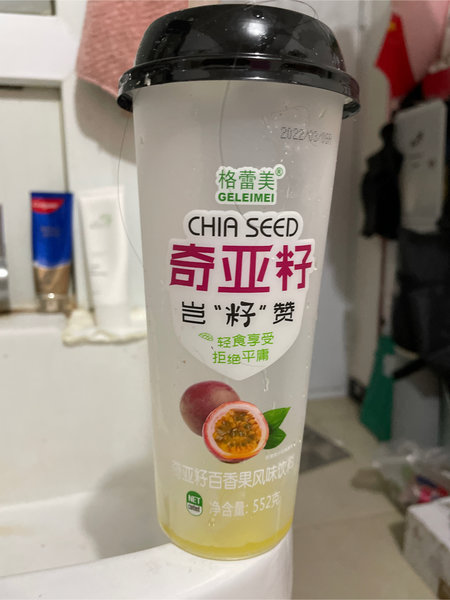 格蕾美®
GELEIMEI
CHIA SEED
奇亚籽
岂“籽”赞
轻食享受
拒绝平庸
奇亚籽百香果风味饮料
NET
净含量：552克